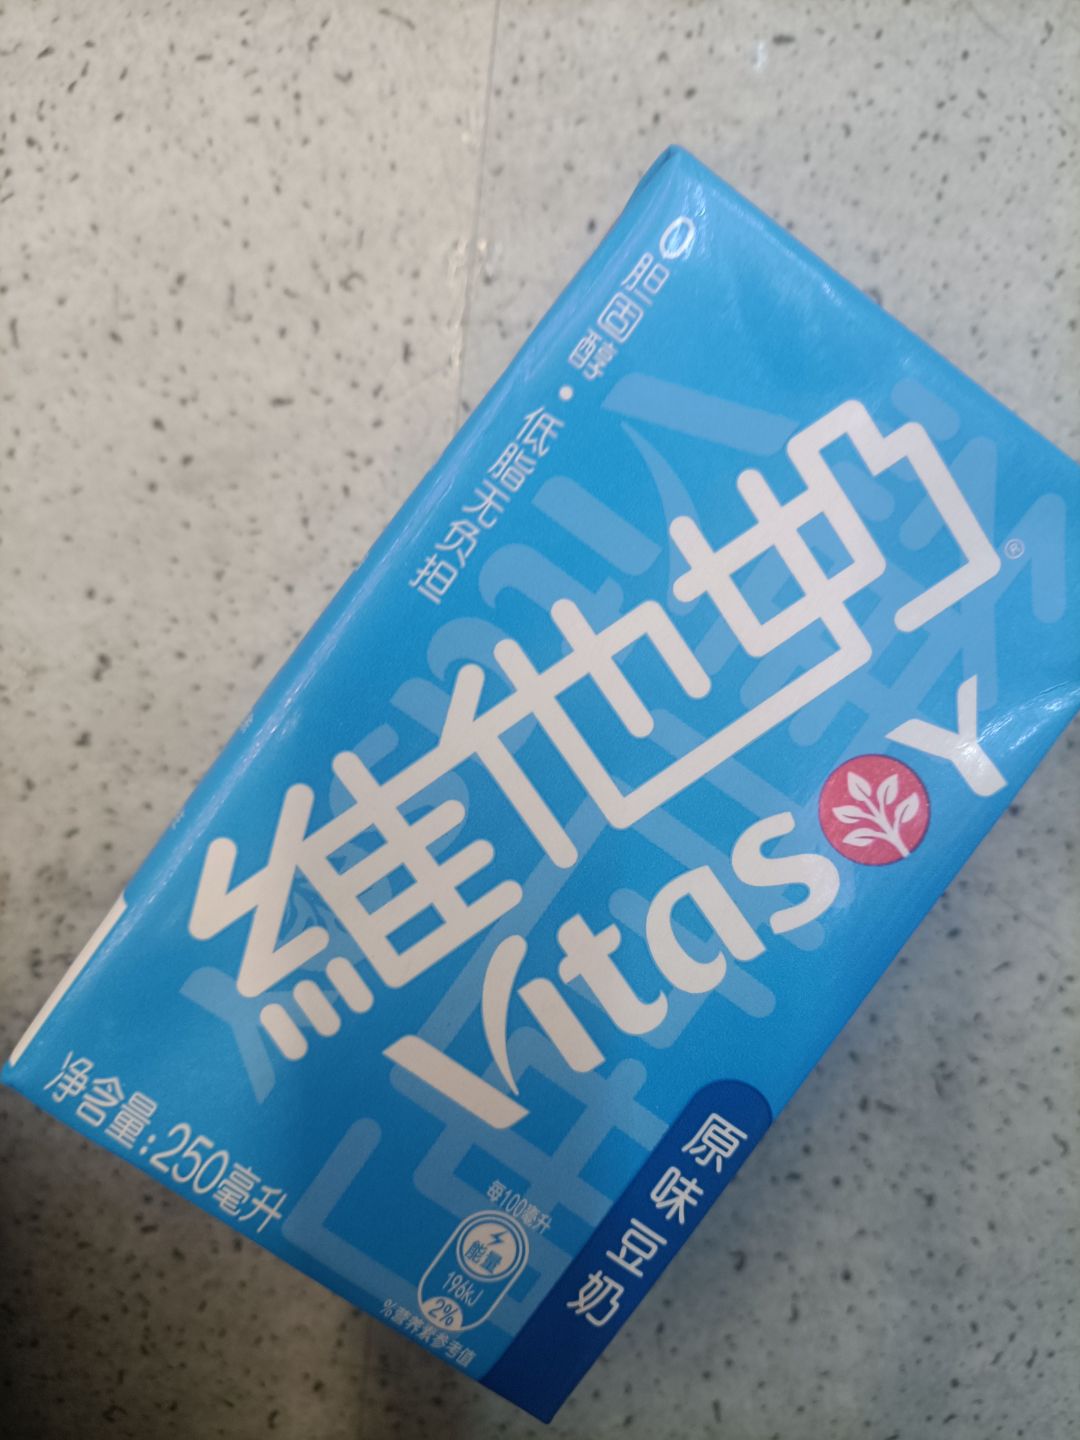 0胆固醇·低脂无负担
維他奶®
Vitasoy
原味豆奶
净含量:250毫升
每100毫升
能量
196kJ
2%
%营养素参考值